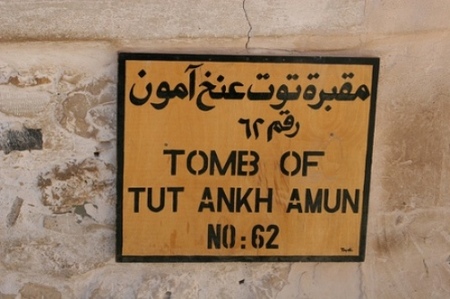 مقبرة توت عنخ آمون
رقم ٦٢
TOMB OF
TUT ANKH AMUN
NO: 62